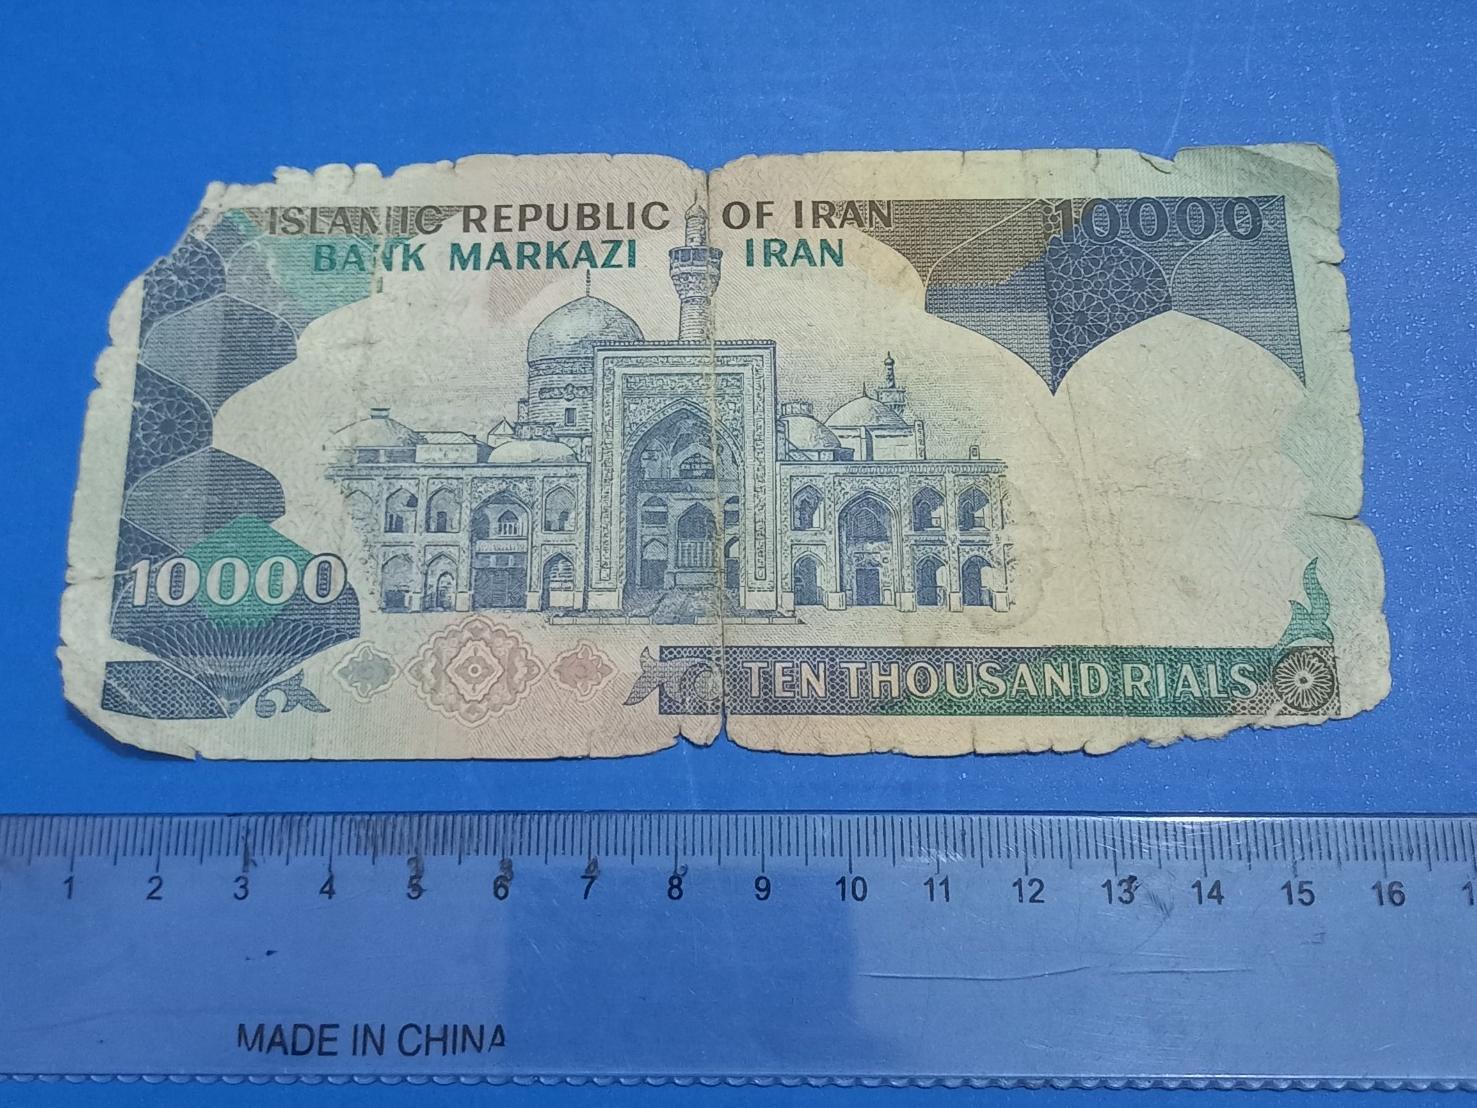 ISLAMIC REPUBLIC OF IRAN
BANK MARKAZI IRAN
10000
10000
TEN THOUSAND RIALS
1 2 3 4 5 6 7 8 9 10 11 12 13 14 15 16
MADE IN CHINA